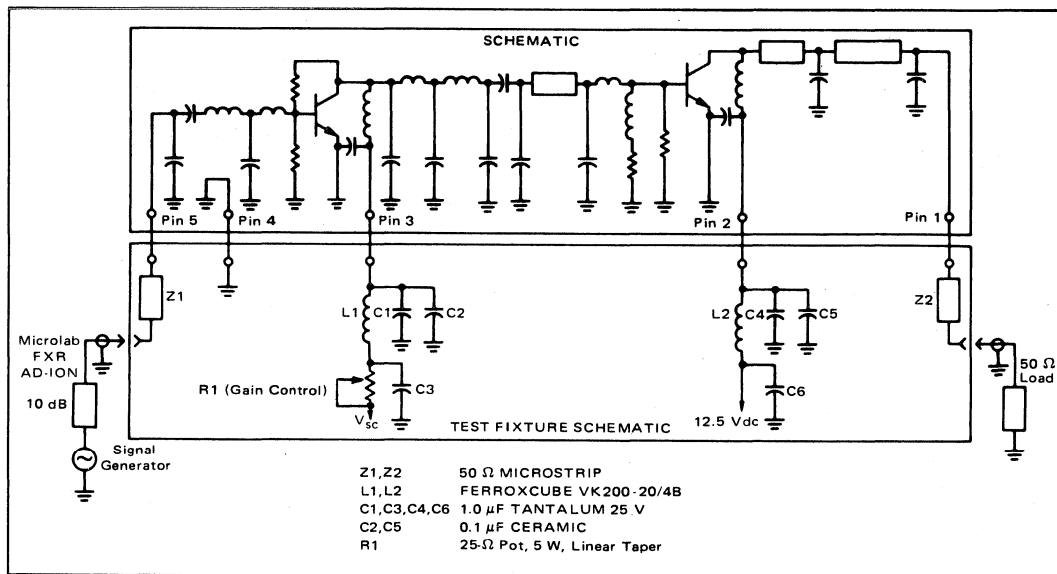 SCHEMATIC
Pin 5
Pin 4
Pin 3
Pin 2
Pin 1
Z1
L1
C1
C2
L2
C4
C5
Z2
Microlab
FXR
AD-ION
10 dB
Signal
Generator
R1 (Gain Control)
C3
Vsc
12.5 Vdc
C6
50 Ω
Load
TEST FIXTURE SCHEMATIC
Z1,Z2 50 Ω MICROSTRIP
L1,L2 FERROXCUBE VK200-20/4B
C1,C3,C4,C6 1.0 μF TANTALUM 25 V
C2,C5 0.1 μF CERAMIC
R1 25-Ω Pot, 5 W, Linear Taper